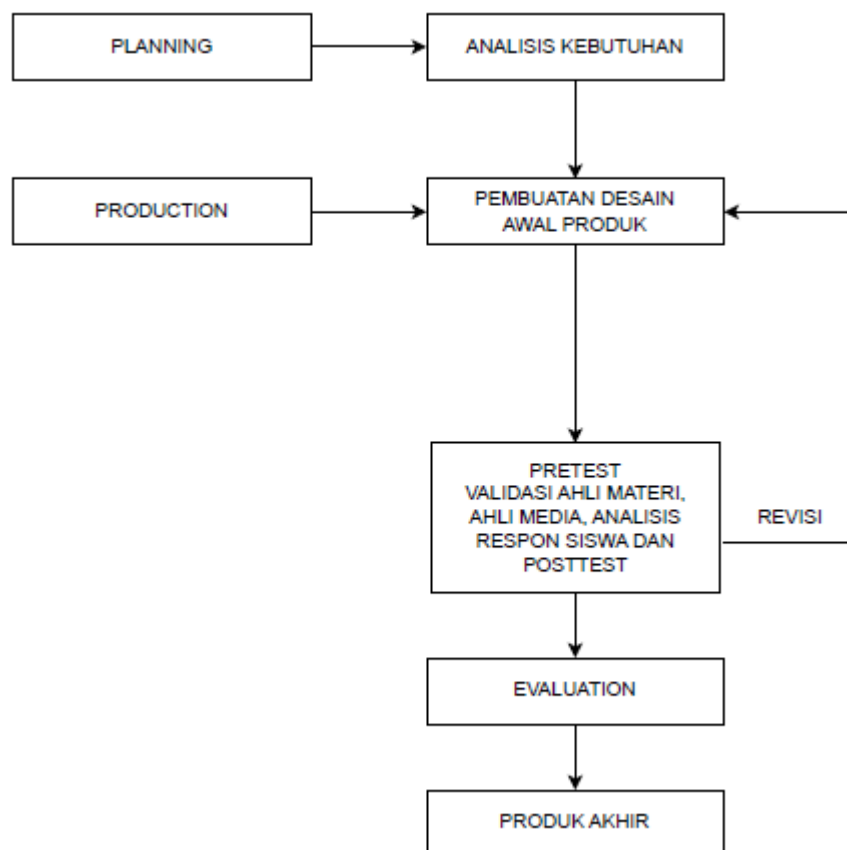 PLANNING
ANALISIS KEBUTUHAN
PRODUCTION
PEMBUATAN DESAIN
AWAL PRODUK
PRETEST
VALIDASI AHLI MATERI,
AHLI MEDIA, ANALISIS
RESPON SISWA DAN
POSTTEST
REVISI
EVALUATION
PRODUK AKHIR